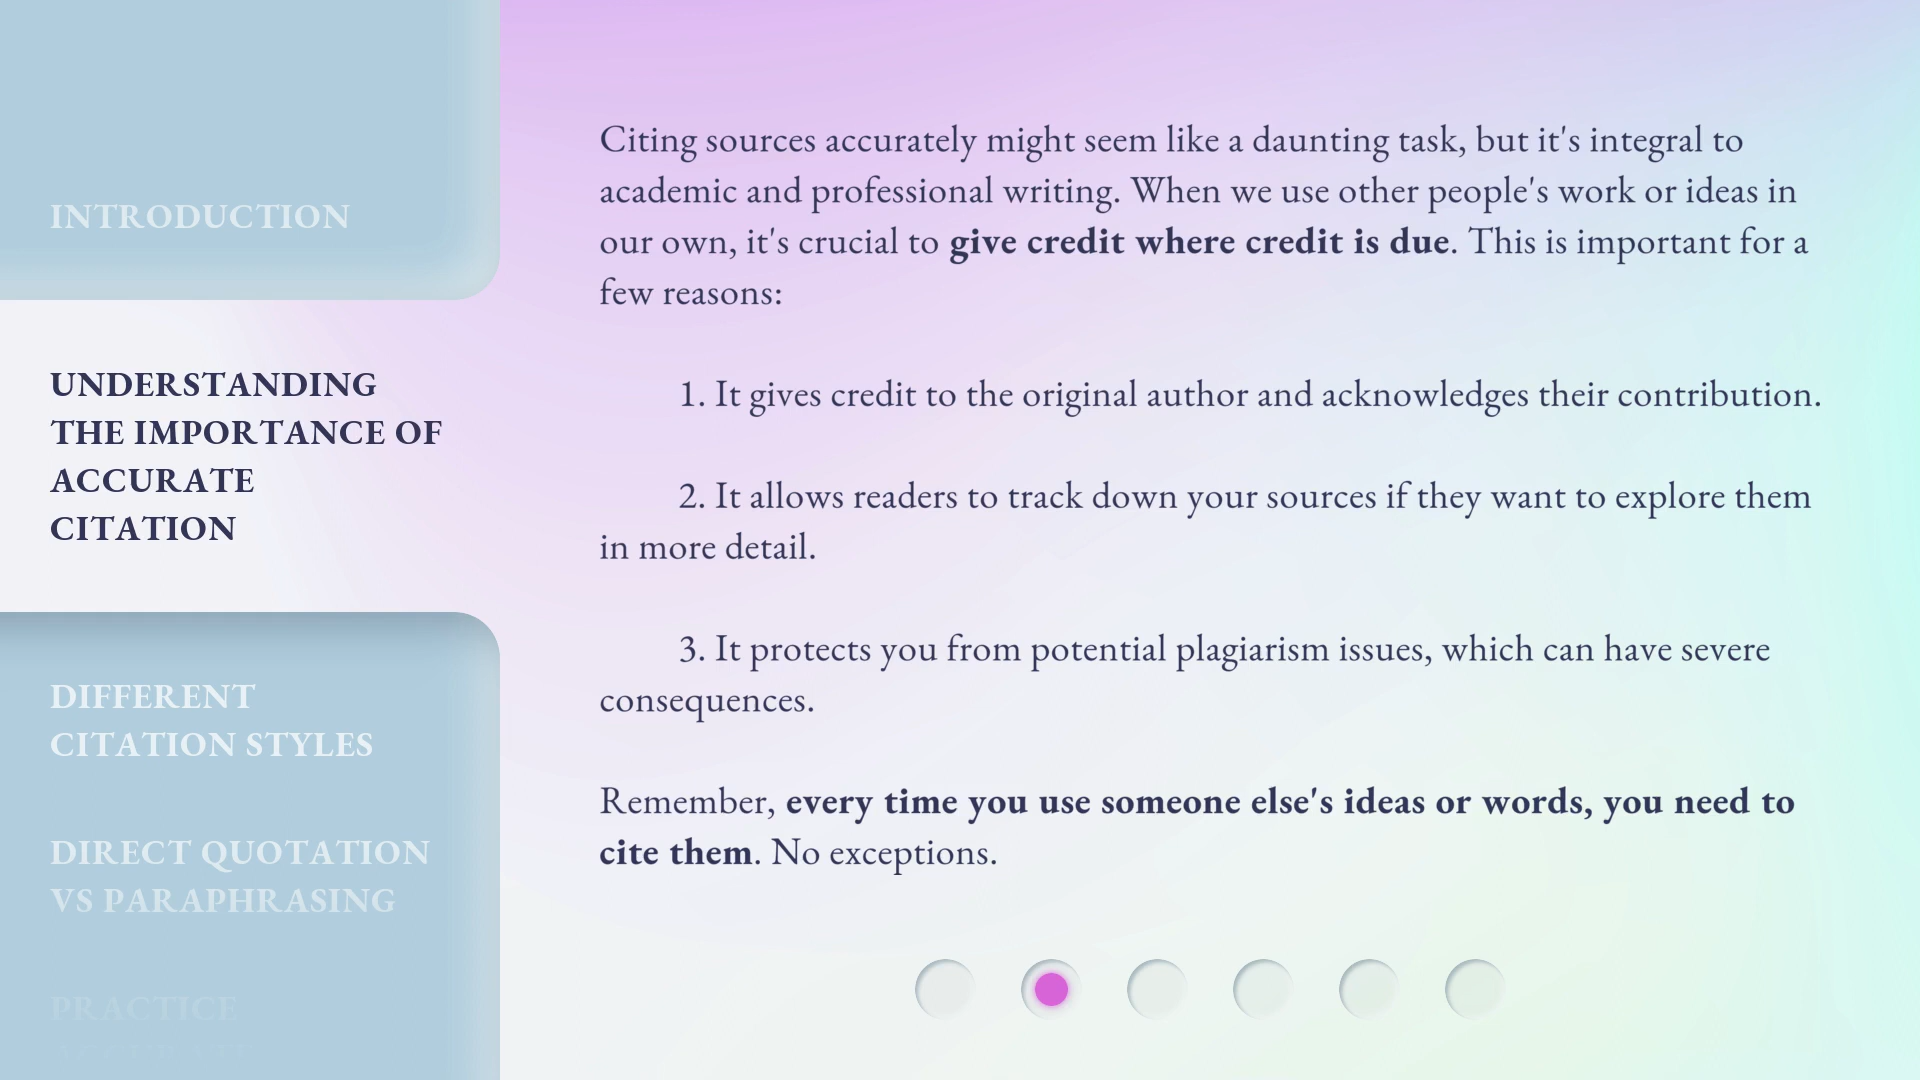 INTRODUCTION
UNDERSTANDING
THE IMPORTANCE OF
ACCURATE
CITATION
DIFFERENT
CITATION STYLES
DIRECT QUOTATION
VS PARAPHRASING
PRACTICE
ACCURATE
Citing sources accurately might seem like a daunting task, but it's integral to
academic and professional writing. When we use other people's work or ideas in
our own, it's crucial to give credit where credit is due. This is important for a
few reasons:
1. It gives credit to the original author and acknowledges their contribution.
2. It allows readers to track down your sources if they want to explore them
in more detail.
3. It protects you from potential plagiarism issues, which can have severe
consequences.
Remember, every time you use someone else's ideas or words, you need to
cite them. No exceptions.